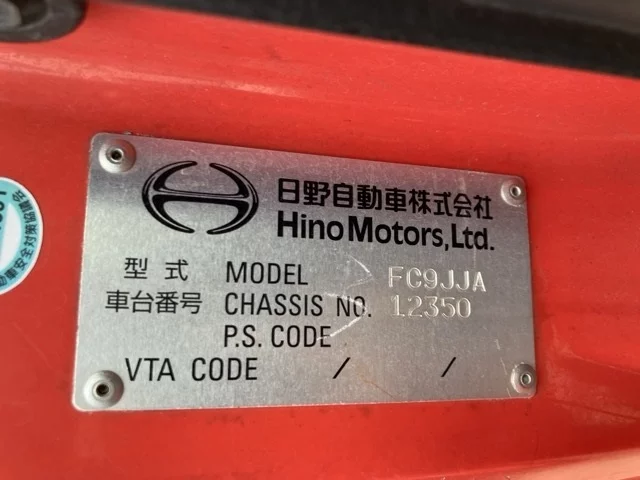 日野自動車株式会社
Hino Motors, Ltd.
型式 MODEL FC9JJA
車台番号 CHASSIS NO. 12350
P.S. CODE
VTA CODE / /